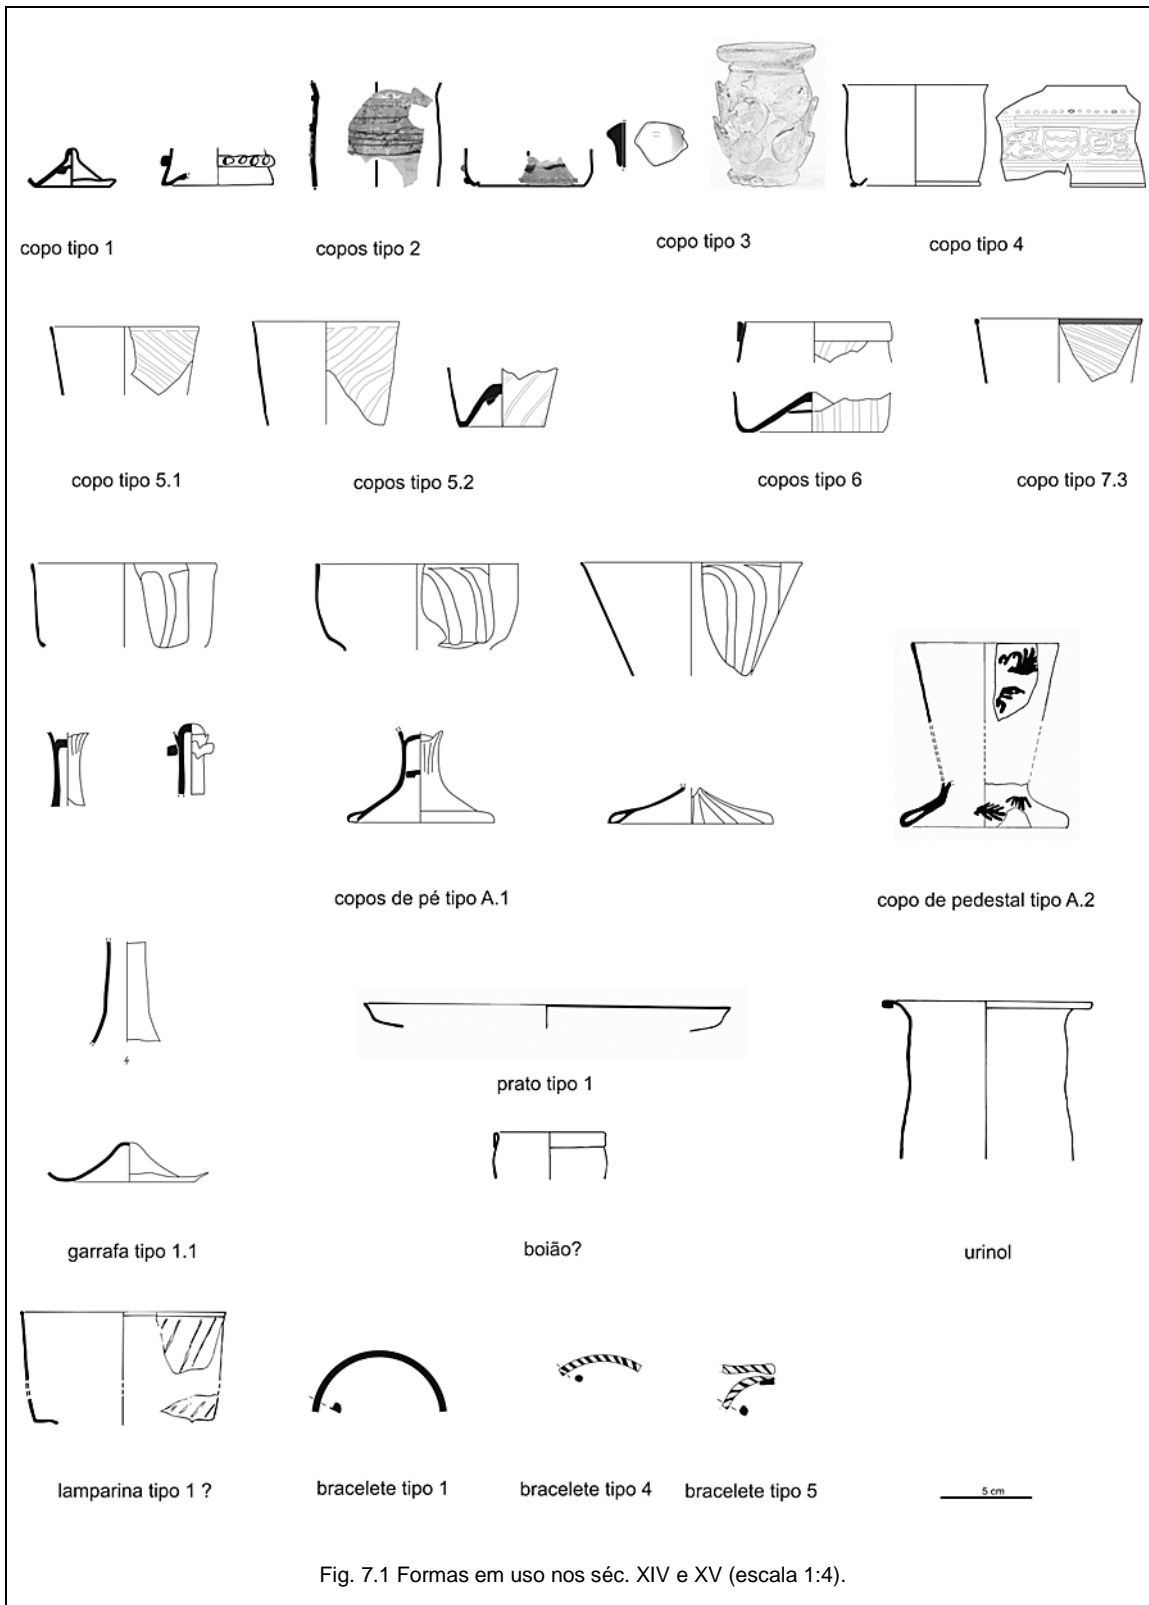 copo tipo 1
copos tipo 2
copo tipo 3
copo tipo 4
copo tipo 5.1
copos tipo 5.2
copos tipo 6
copo tipo 7.3
copos de pé tipo A.1
copo de pedestal tipo A.2
prato tipo 1
garrafa tipo 1.1
boião?
urinol
lamparina tipo 1 ?
bracelete tipo 1
bracelete tipo 4
bracelete tipo 5
5 cm
Fig. 7.1 Formas em uso nos séc. XIV e XV (escala 1:4).